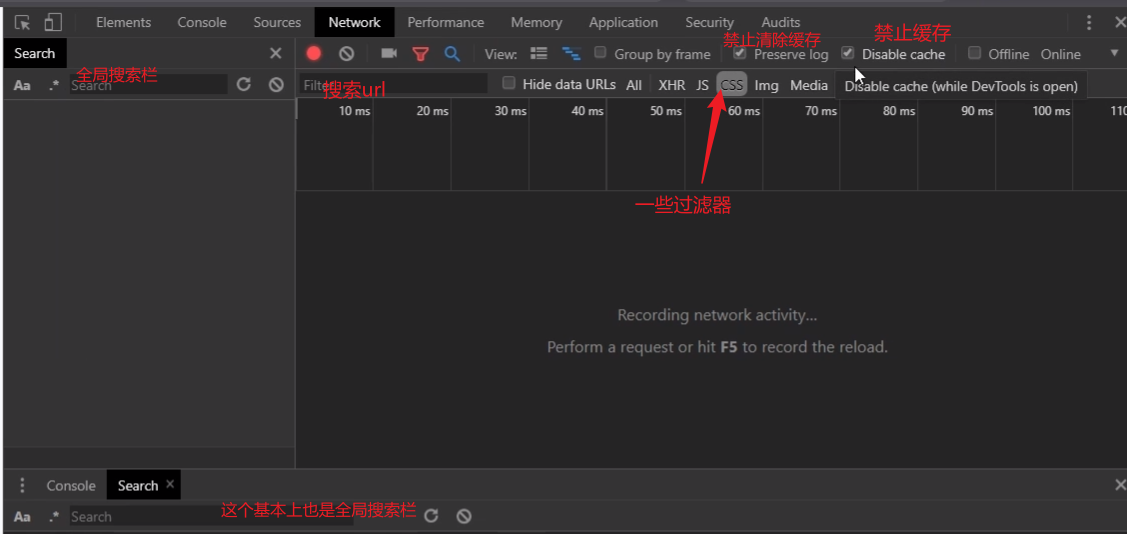 Elements Console Sources Network Performance Memory Application Security Audits
Search
View: Group by frame 禁止清除缓存 Preserve log 禁止缓存 Disable cache Offline Online
Aa .* 全局搜索栏 Search
Filter 搜索url Hide data URLs All XHR JS CSS Img Media Disable cache (while DevTools is open)
10 ms 20 ms 30 ms 40 ms 50 ms 60 ms 70 ms 80 ms 90 ms 100 ms 110
一些过滤器
Recording network activity...
Perform a request or hit F5 to record the reload.
Console Search
Aa .* Search 这个基本上也是全局搜索栏